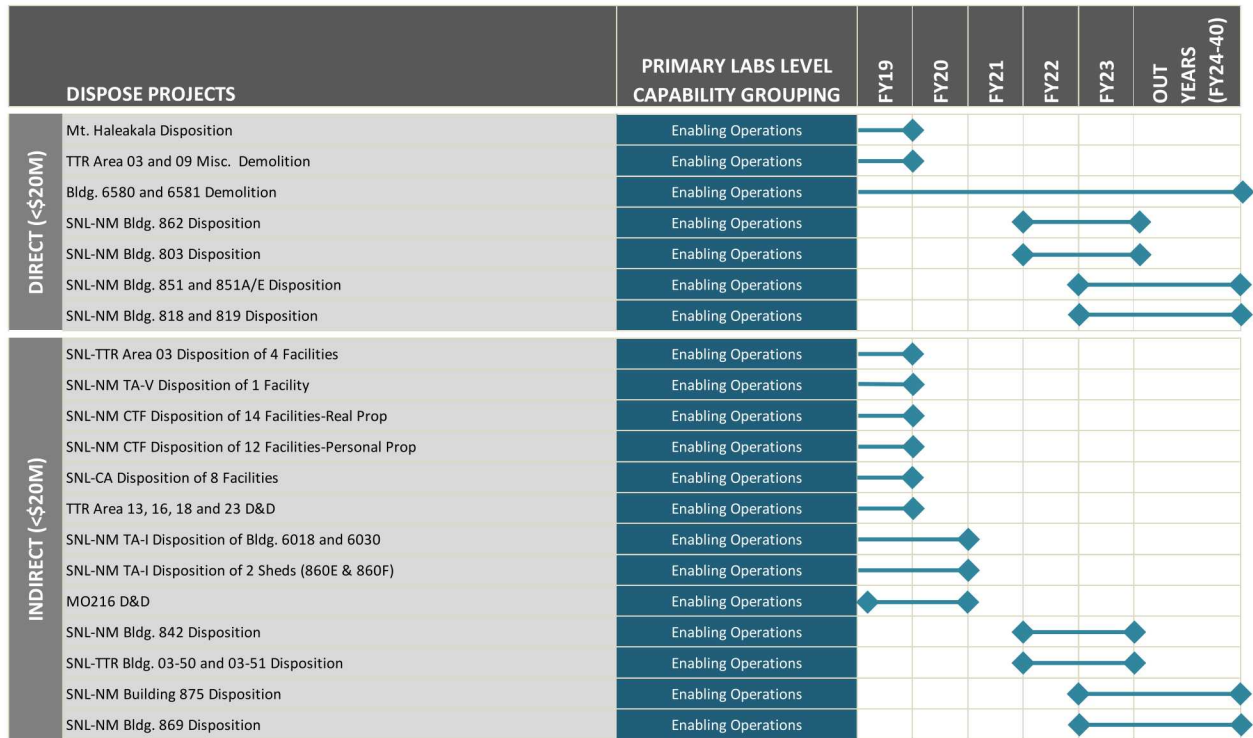 DISPOSE PROJECTS
PRIMARY LABS LEVEL
CAPABILITY GROUPING
FY19
FY20
FY21
FY22
FY23
OUT
YEARS
(FY24-40)
DIRECT (<$20M)
Mt. Haleakala Disposition Enabling Operations
TTR Area 03 and 09 Misc. Demolition Enabling Operations
Bldg. 6580 and 6581 Demolition Enabling Operations
SNL-NM Bldg. 862 Disposition Enabling Operations
SNL-NM Bldg. 803 Disposition Enabling Operations
SNL-NM Bldg. 851 and 851A/E Disposition Enabling Operations
SNL-NM Bldg. 818 and 819 Disposition Enabling Operations
INDIRECT (<$20M)
SNL-TTR Area 03 Disposition of 4 Facilities Enabling Operations
SNL-NM TA-V Disposition of 1 Facility Enabling Operations
SNL-NM CTF Disposition of 14 Facilities-Real Prop Enabling Operations
SNL-NM CTF Disposition of 12 Facilities-Personal Prop Enabling Operations
SNL-CA Disposition of 8 Facilities Enabling Operations
TTR Area 13, 16, 18 and 23 D&D Enabling Operations
SNL-NM TA-I Disposition of Bldg. 6018 and 6030 Enabling Operations
SNL-NM TA-I Disposition of 2 Sheds (860E & 860F) Enabling Operations
MO216 D&D Enabling Operations
SNL-NM Bldg. 842 Disposition Enabling Operations
SNL-TTR Bldg. 03-50 and 03-51 Disposition Enabling Operations
SNL-NM Building 875 Disposition Enabling Operations
SNL-NM Bldg. 869 Disposition Enabling Operations